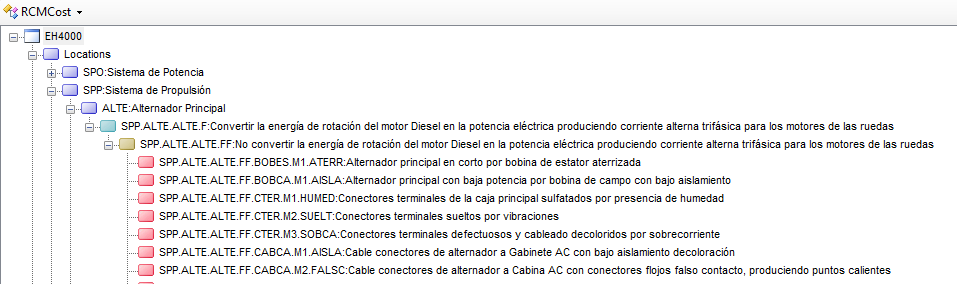 RCMCost
EH4000
Locations
SPO:Sistema de Potencia
SPP:Sistema de Propulsión
ALTE:Alternador Principal
SPP.ALTE.ALTE.F:Convertir la energía de rotación del motor Diesel en la potencia eléctrica produciendo corriente alterna trifásica para los motores de las ruedas
SPP.ALTE.ALTE.FF:No convertir la energía de rotación del motor Diesel en la potencia eléctrica produciendo corriente alterna trifásica para los motores de las ruedas
SPP.ALTE.ALTE.FF.BOBES.M1.ATERR:Alternador principal en corto por bobina de estator aterrizada
SPP.ALTE.ALTE.FF.BOBCA.M1.AISLA:Alternador principal con baja potencia por bobina de campo con bajo aislamiento
SPP.ALTE.ALTE.FF.CTER.M1.HUMED:Conectores terminales de la caja principal sulfatados por presencia de humedad
SPP.ALTE.ALTE.FF.CTER.M2.SUELT:Conectores terminales sueltos por vibraciones
SPP.ALTE.ALTE.FF.CTER.M3.SOBCA:Conectores terminales defectuosos y cableado decoloridos por sobrecorriente
SPP.ALTE.ALTE.FF.CABCA.M1.AISLA:Cable conectores de alternador a Gabinete AC con bajo aislamiento decoloración
SPP.ALTE.ALTE.FF.CABCA.M2.FALSC:Cable conectores de alternador a Cabina AC con conectores flojos falso contacto, produciendo puntos calientes